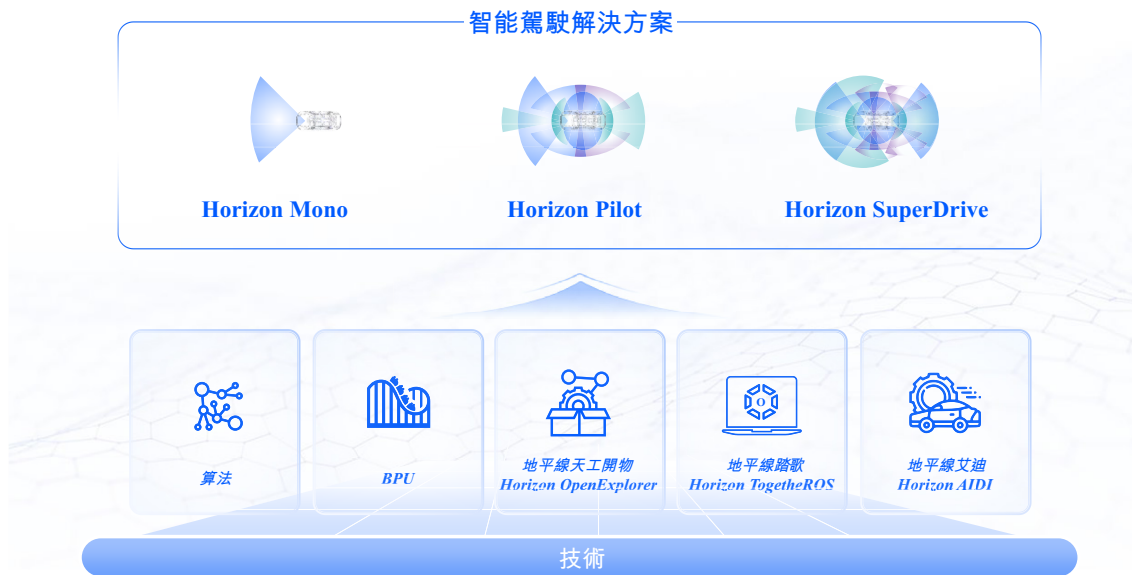 智能駕駛解決方案
Horizon Mono
Horizon Pilot
Horizon SuperDrive
算法
BPU
地平線天工開物
Horizon OpenExplorer
O
地平線踏歌
Horizon TogetheROS
地平線艾迪
Horizon AIDI
技術